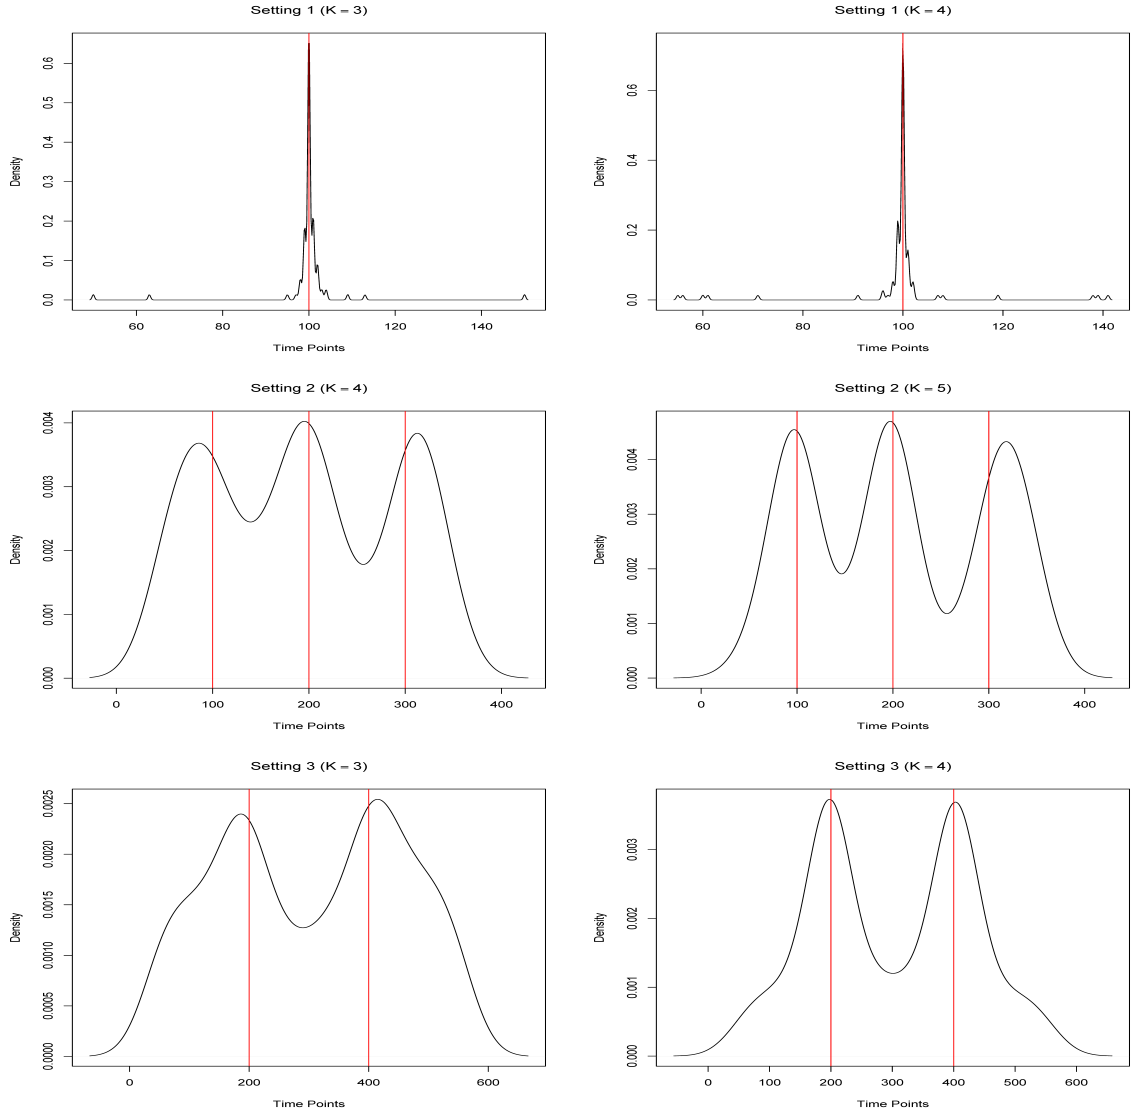 Setting 1 (K = 3)
Density
0.0 0.1 0.2 0.3 0.4 0.5 0.6
60 80 100 120 140
Time Points
Setting 1 (K = 4)
Density
0.0 0.2 0.4 0.6
60 80 100 120 140
Time Points
Setting 2 (K = 4)
Density
0.000 0.001 0.002 0.003 0.004
0 100 200 300 400
Time Points
Setting 2 (K = 5)
Density
0.000 0.001 0.002 0.003 0.004
0 100 200 300 400
Time Points
Setting 3 (K = 3)
Density
0.0000 0.0005 0.0010 0.0015 0.0020 0.0025
0 200 400 600
Time Points
Setting 3 (K = 4)
Density
0.000 0.001 0.002 0.003
0 100 200 300 400 500 600
Time Points